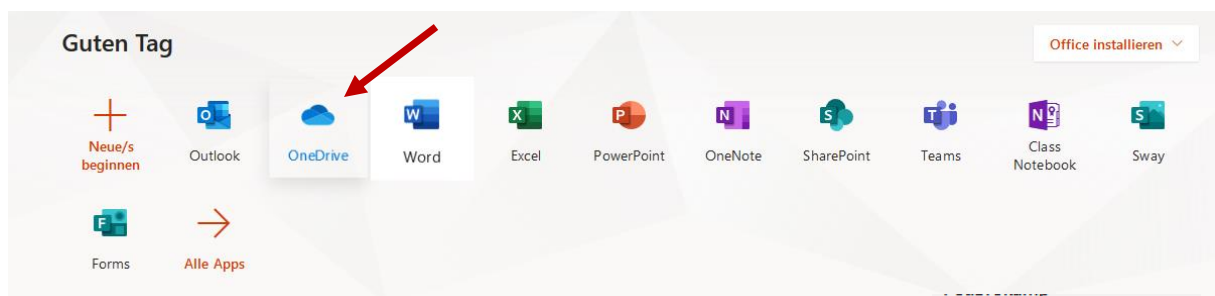 Guten Tag
Office installieren
Neue/s
beginnen
Outlook
OneDrive
Word
Excel
PowerPoint
OneNote
SharePoint
Teams
Class
Notebook
Sway
Forms
Alle Apps